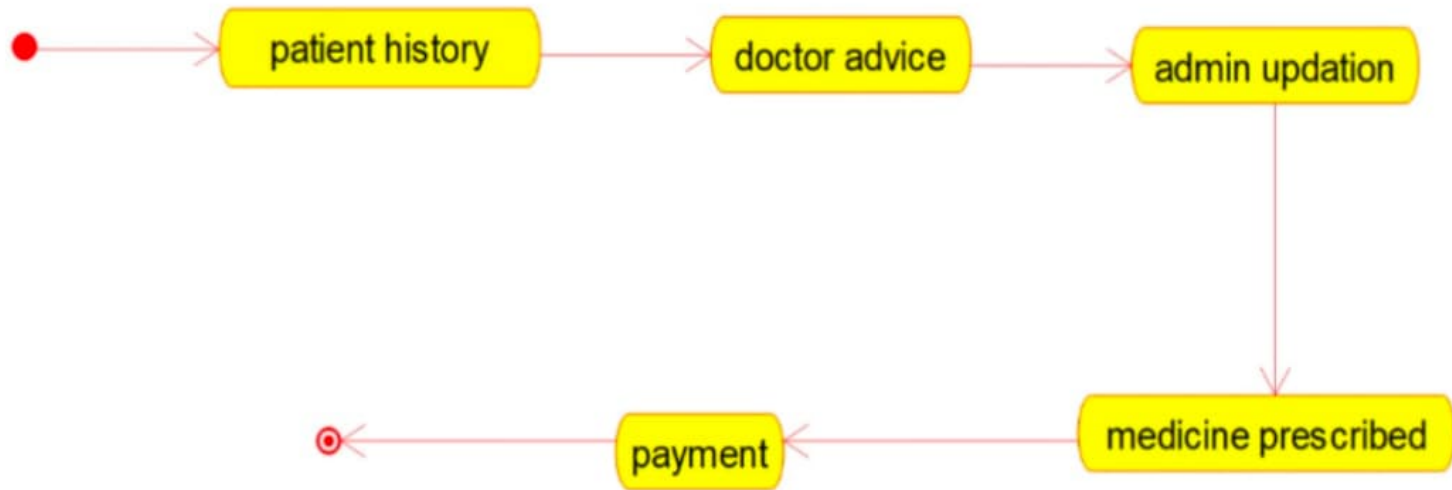 patient history
doctor advice
admin updation
medicine prescribed
payment